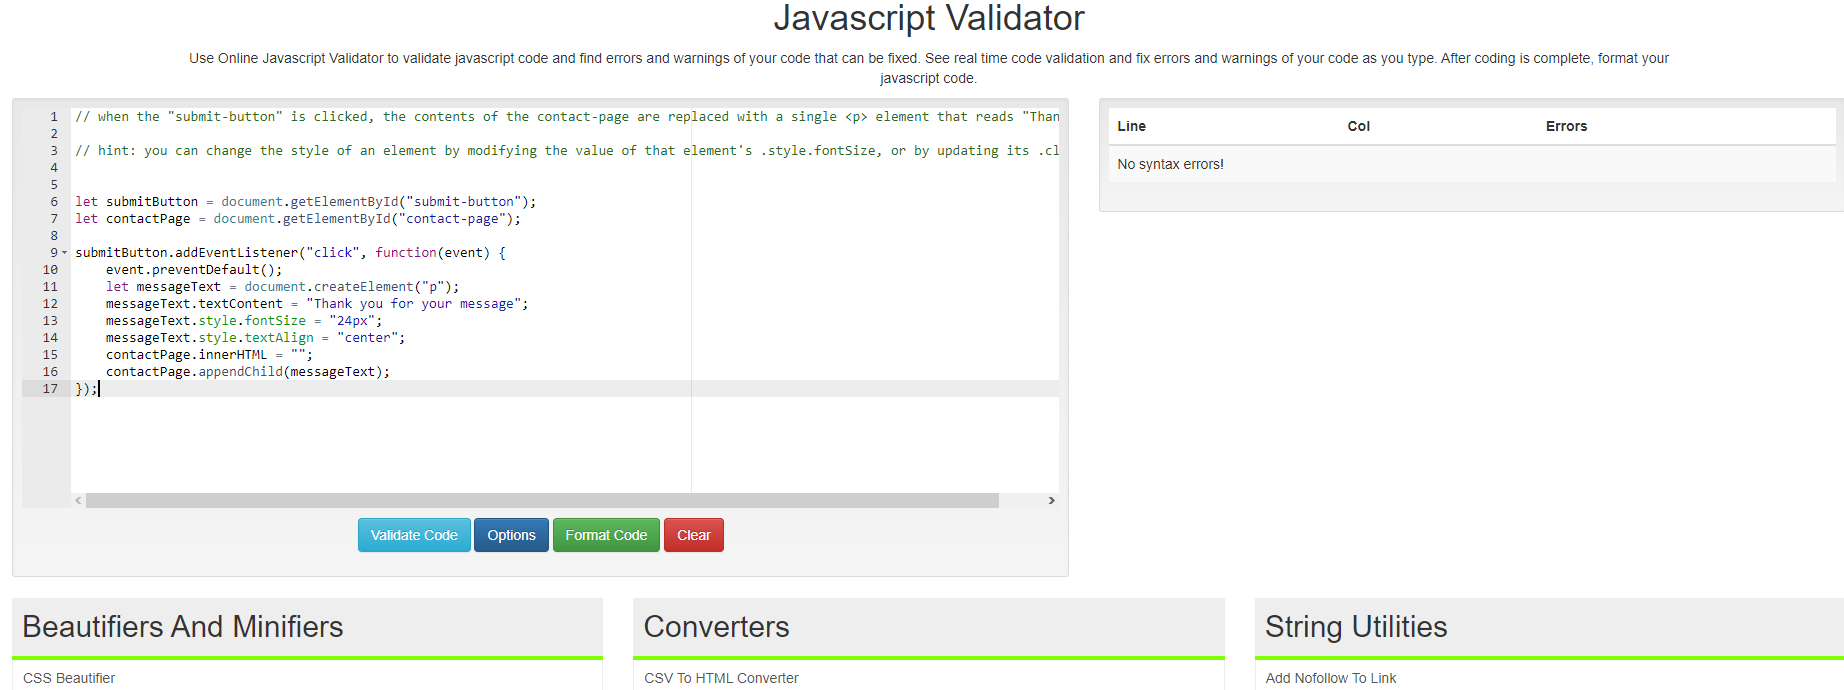 Javascript Validator
Use Online Javascript Validator to validate javascript code and find errors and warnings of your code that can be fixed. See real time code validation and fix errors and warnings of your code as you type. After coding is complete, format your
javascript code.
1 // when the "submit-button" is clicked, the contents of the contact-page are replaced with a single <p> element that reads "Than
2
3 // hint: you can change the style of an element by modifying the value of that element's .style.fontSize, or by updating its .cl
4
5
6 let submitButton = document.getElementById("submit-button");
7 let contactPage = document.getElementById("contact-page");
8
9 submitButton.addEventListener("click", function(event) {
10     event.preventDefault();
11     let messageText = document.createElement("p");
12     messageText.textContent = "Thank you for your message";
13     messageText.style.fontSize = "24px";
14     messageText.style.textAlign = "center";
15     contactPage.innerHTML = "";
16     contactPage.appendChild(messageText);
17 });
Validate Code Options Format Code Clear
Line Col Errors
No syntax errors!
Beautifiers And Minifiers
CSS Beautifier
Converters
CSV To HTML Converter
String Utilities
Add Nofollow To Link